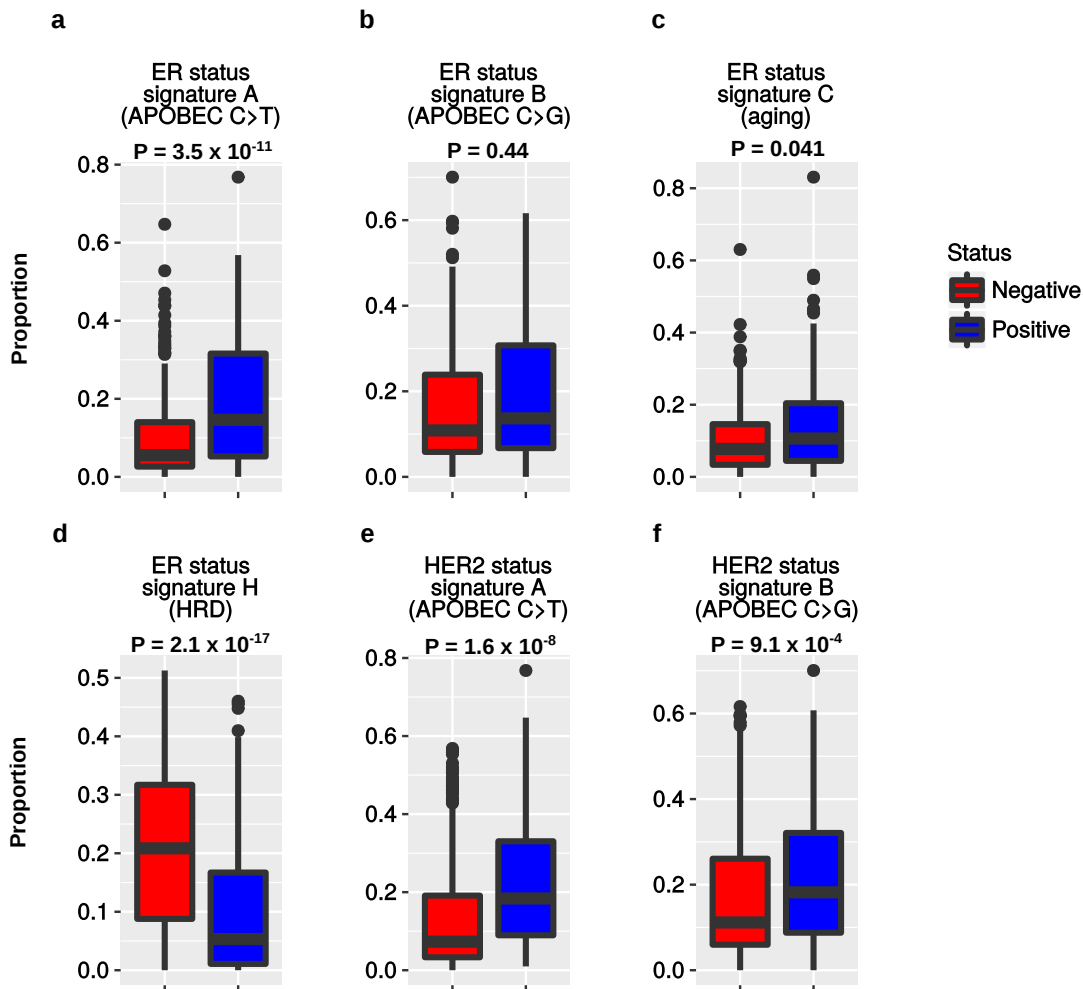 a
ER status
signature A
(APOBEC C>T)
P = 3.5 x 10-11
Proportion
0.8
0.6
0.4
0.2
0.0
b
ER status
signature B
(APOBEC C>G)
P = 0.44
0.6
0.4
0.2
0.0
c
ER status
signature C
(aging)
P = 0.041
0.8
0.6
0.4
0.2
0.0
Status
Negative
Positive
d
ER status
signature H
(HRD)
P = 2.1 x 10-17
Proportion
0.5
0.4
0.3
0.2
0.1
0.0
e
HER2 status
signature A
(APOBEC C>T)
P = 1.6 x 10-8
0.8
0.6
0.4
0.2
0.0
f
HER2 status
signature B
(APOBEC C>G)
P = 9.1 x 10-4
0.6
0.4
0.2
0.0